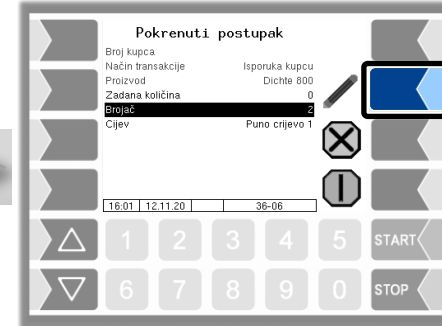 Pokrenuti postupak
Broj kupca
Način transakcije Isporuka kupcu
Proizvod Dichte 800
Zadana količina 0
Brojač 2
Cijev Puno crijevo 1
16:01 12.11.20 36-06
1 2 3 4 5 START
6 7 8 9 0 STOP